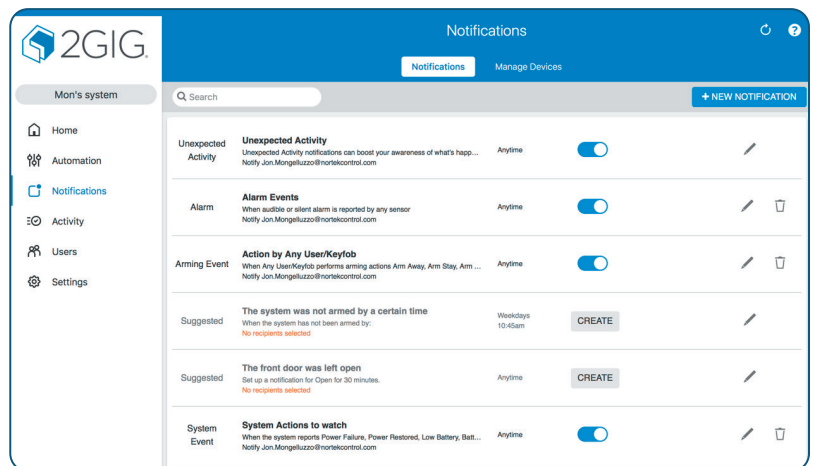 2GIG.
Notifications
?
Notifications Manage Devices
Mon's system
Search
+ NEW NOTIFICATION
Home
Automation
Notifications
Activity
Users
Settings
Unexpected Activity
Unexpected Activity
Unexpected Activity notifications can boost your awareness of what's happ...
Notify Jon.Mongelluzzo@nortekcontrol.com
Anytime
Alarm
Alarm Events
When audible or silent alarm is reported by any sensor
Notify Jon.Mongelluzzo@nortekcontrol.com
Anytime
Arming Event
Action by Any User/Keyfob
When Any User/Keyfob performs arming actions Arm Away, Arm Stay, Arm ...
Notify Jon.Mongelluzzo@nortekcontrol.com
Anytime
Suggested
The system was not armed by a certain time
When the system has not been armed by:
No recipients selected
Weekdays
10:45am
CREATE
Suggested
The front door was left open
Set up a notification for Open for 30 minutes.
No recipients selected
Anytime
CREATE
System
Event
System Actions to watch
When the system reports Power Failure, Power Restored, Low Battery, Batt...
Notify Jon.Mongelluzzo@nortekcontrol.com
Anytime